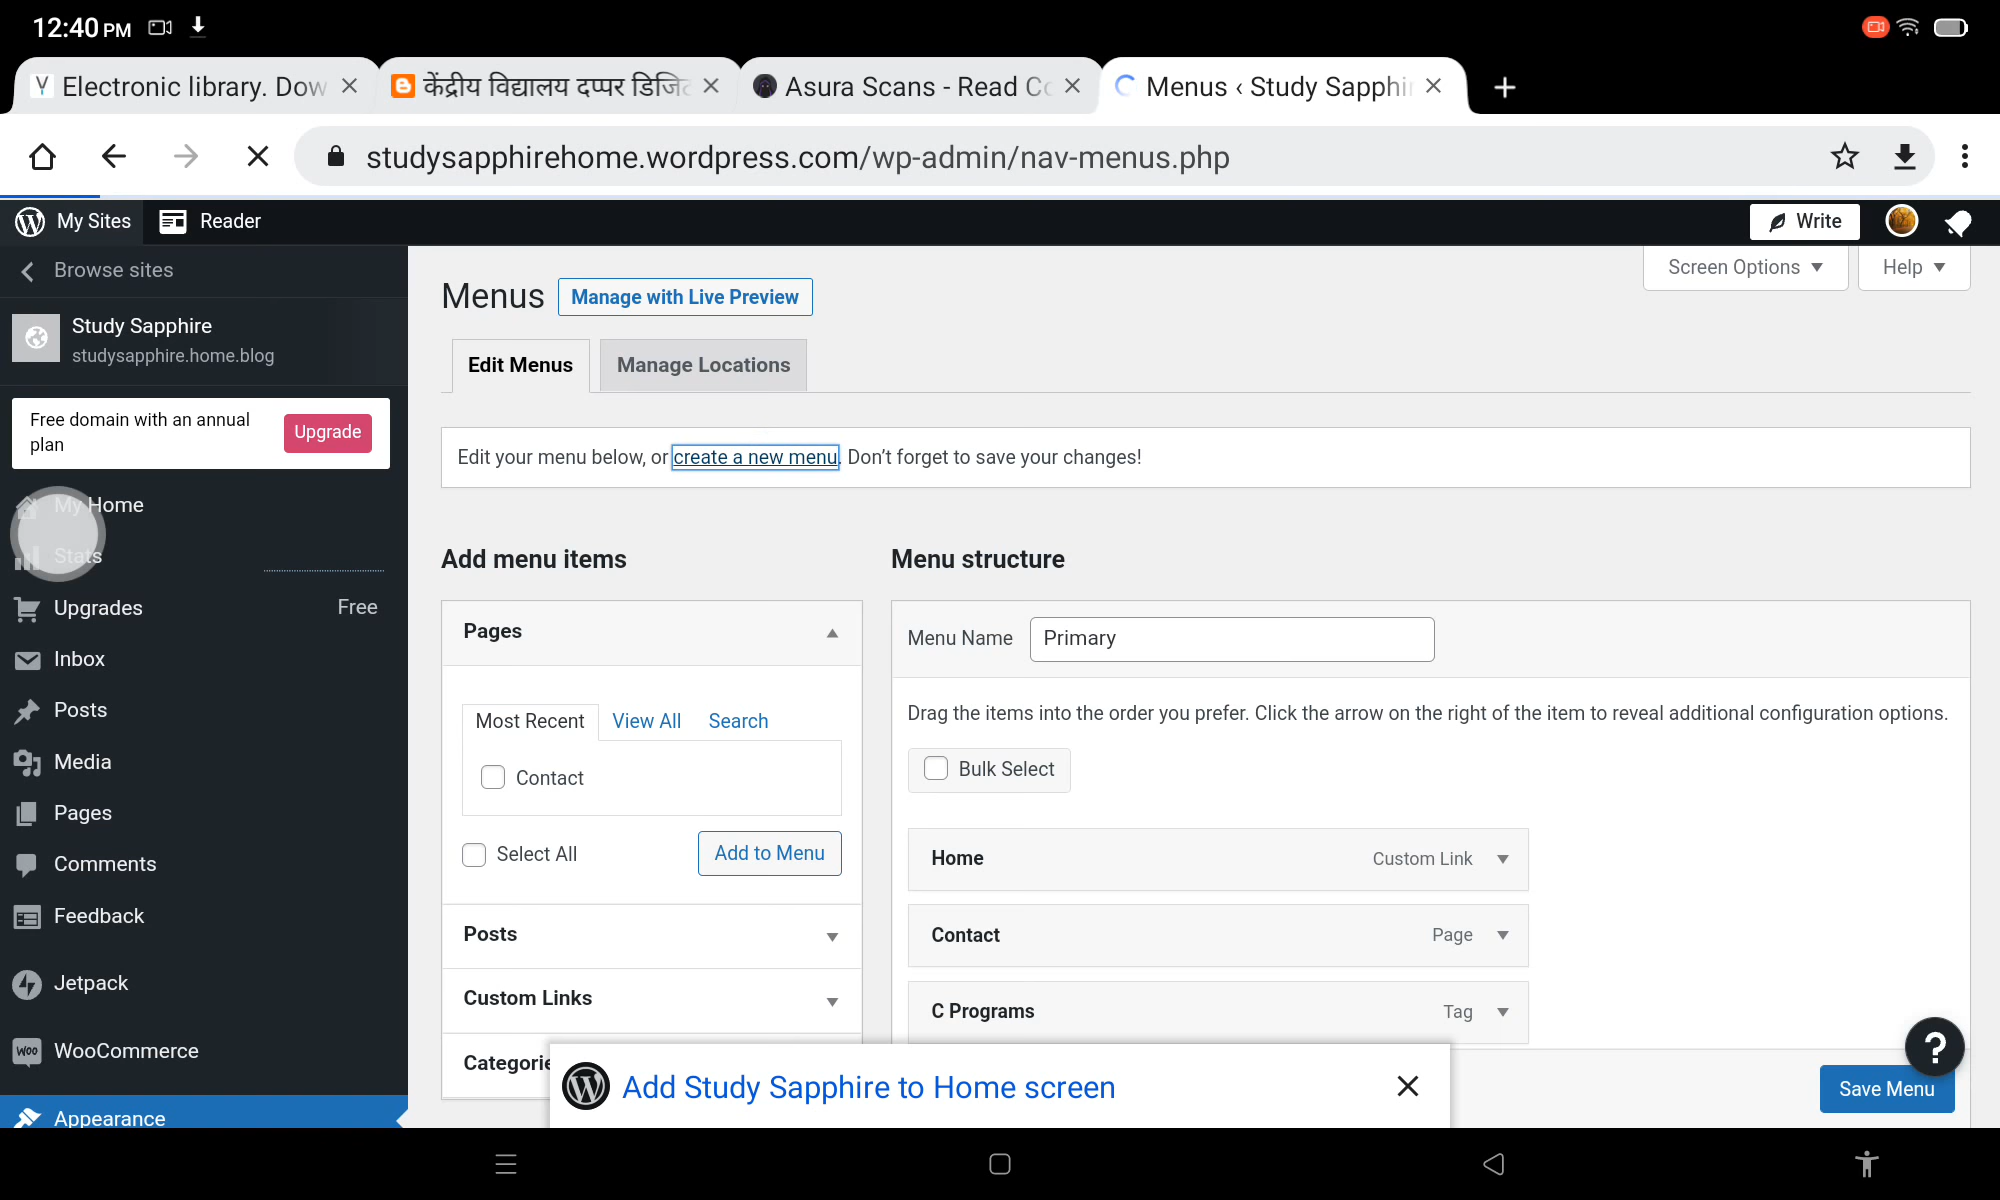 12:40 PM
Electronic library. Dow
केंद्रीय विद्यालय दप्पर डिजि
Asura Scans - Read Co
Menus ‹ Study Sapphi
studysapphirehome.wordpress.com/wp-admin/nav-menus.php
My Sites
Reader
Write
Browse sites
Screen Options
Help
Menus
Manage with Live Preview
Study Sapphire
studysapphire.home.blog
Edit Menus
Manage Locations
Free domain with an annual
plan
Upgrade
Edit your menu below, or create a new menu. Don’t forget to save your changes!
My Home
Stats
Upgrades
Free
Inbox
Posts
Media
Pages
Comments
Feedback
Jetpack
WooCommerce
Appearance
Add menu items
Pages
Most Recent
View All
Search
Contact
Select All
Add to Menu
Posts
Custom Links
Categorie
Menu structure
Menu Name
Primary
Drag the items into the order you prefer. Click the arrow on the right of the item to reveal additional configuration options.
Bulk Select
Home
Custom Link
Contact
Page
C Programs
Tag
?
Save Menu
Add Study Sapphire to Home screen